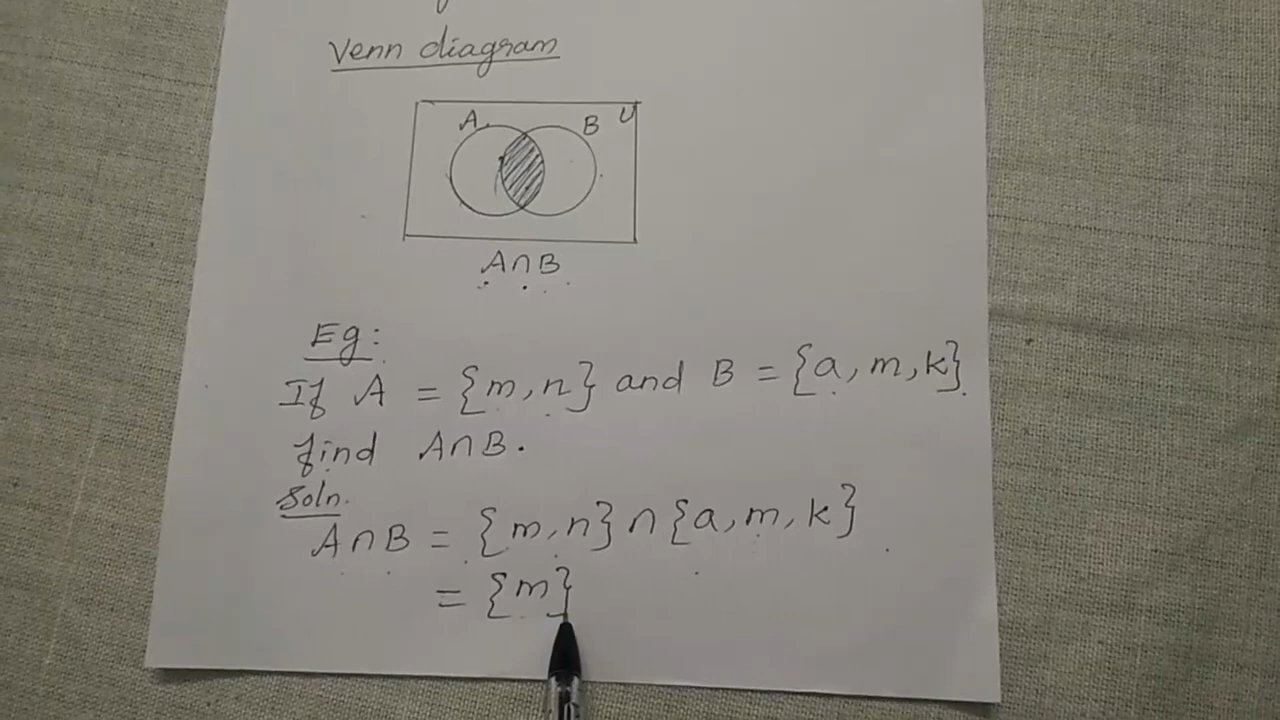 Venn diagram
A B U
A∩B
Eg:
If A = {m, n} and B = {a, m, k}
find A∩B.
Soln.
A∩B = {m, n} ∩ {a, m, k}
= {m}